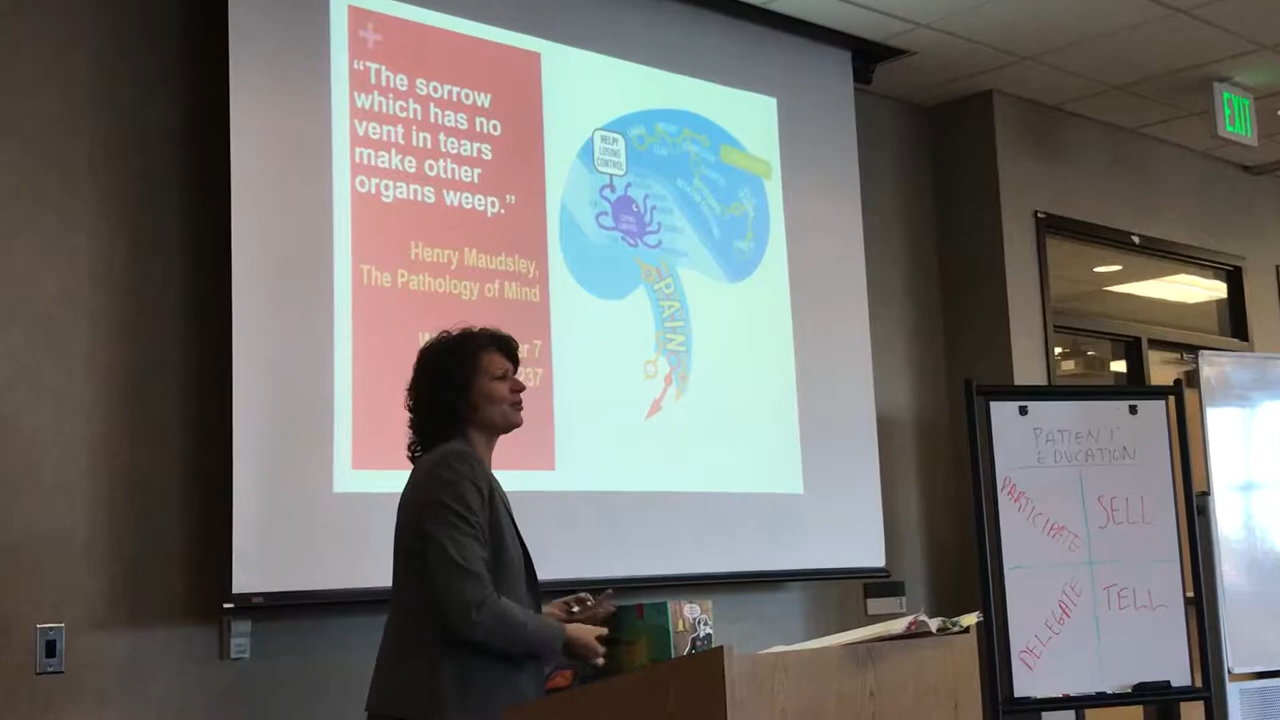 “The sorrow
which has no
vent in tears
make other
organs weep.”
Henry Maudsley,
The Pathology of Mind
7
HELP!
LOSING
CONTROL
PAIN
EXIT
PATIENT
EDUCATION
PARTICIPATE
SELL
DELEGATE
TELL